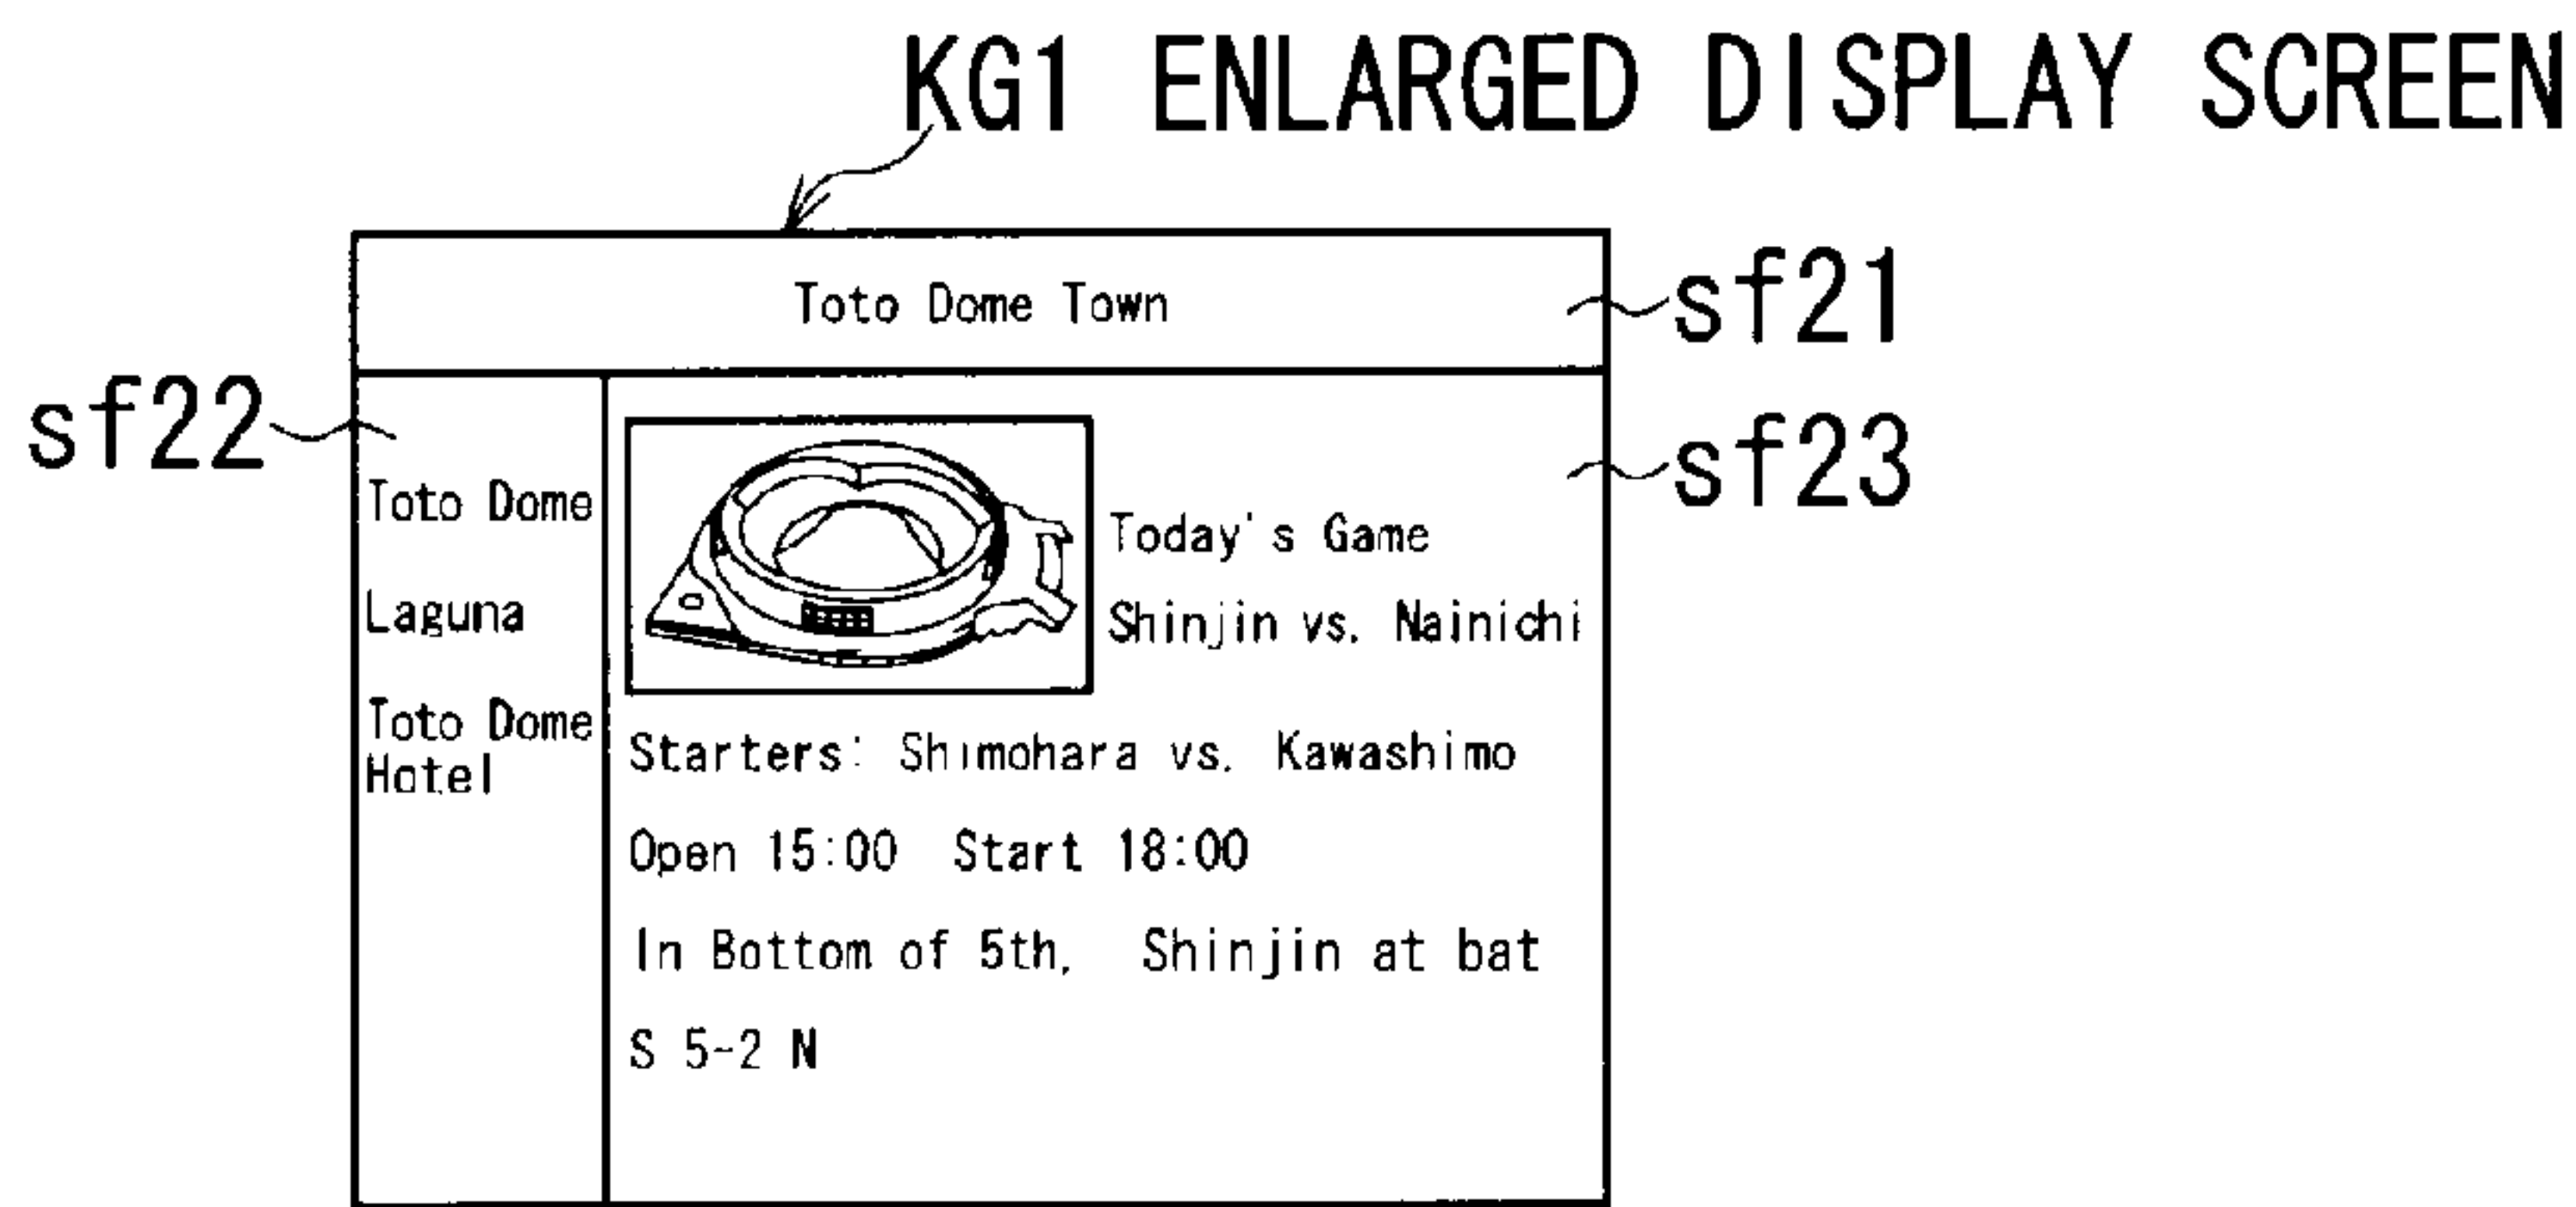 KG1 ENLARGED DISPLAY SCREEN
Toto Dome Town
sf21
sf22
sf23
Toto Dome
Laguna
Toto Dome
Hotel
Today's Game
Shinjin vs. Nainichi
Starters: Shimohara vs. Kawashimo
Open 15:00 Start 18:00
In Bottom of 5th, Shinjin at bat
S 5-2 N